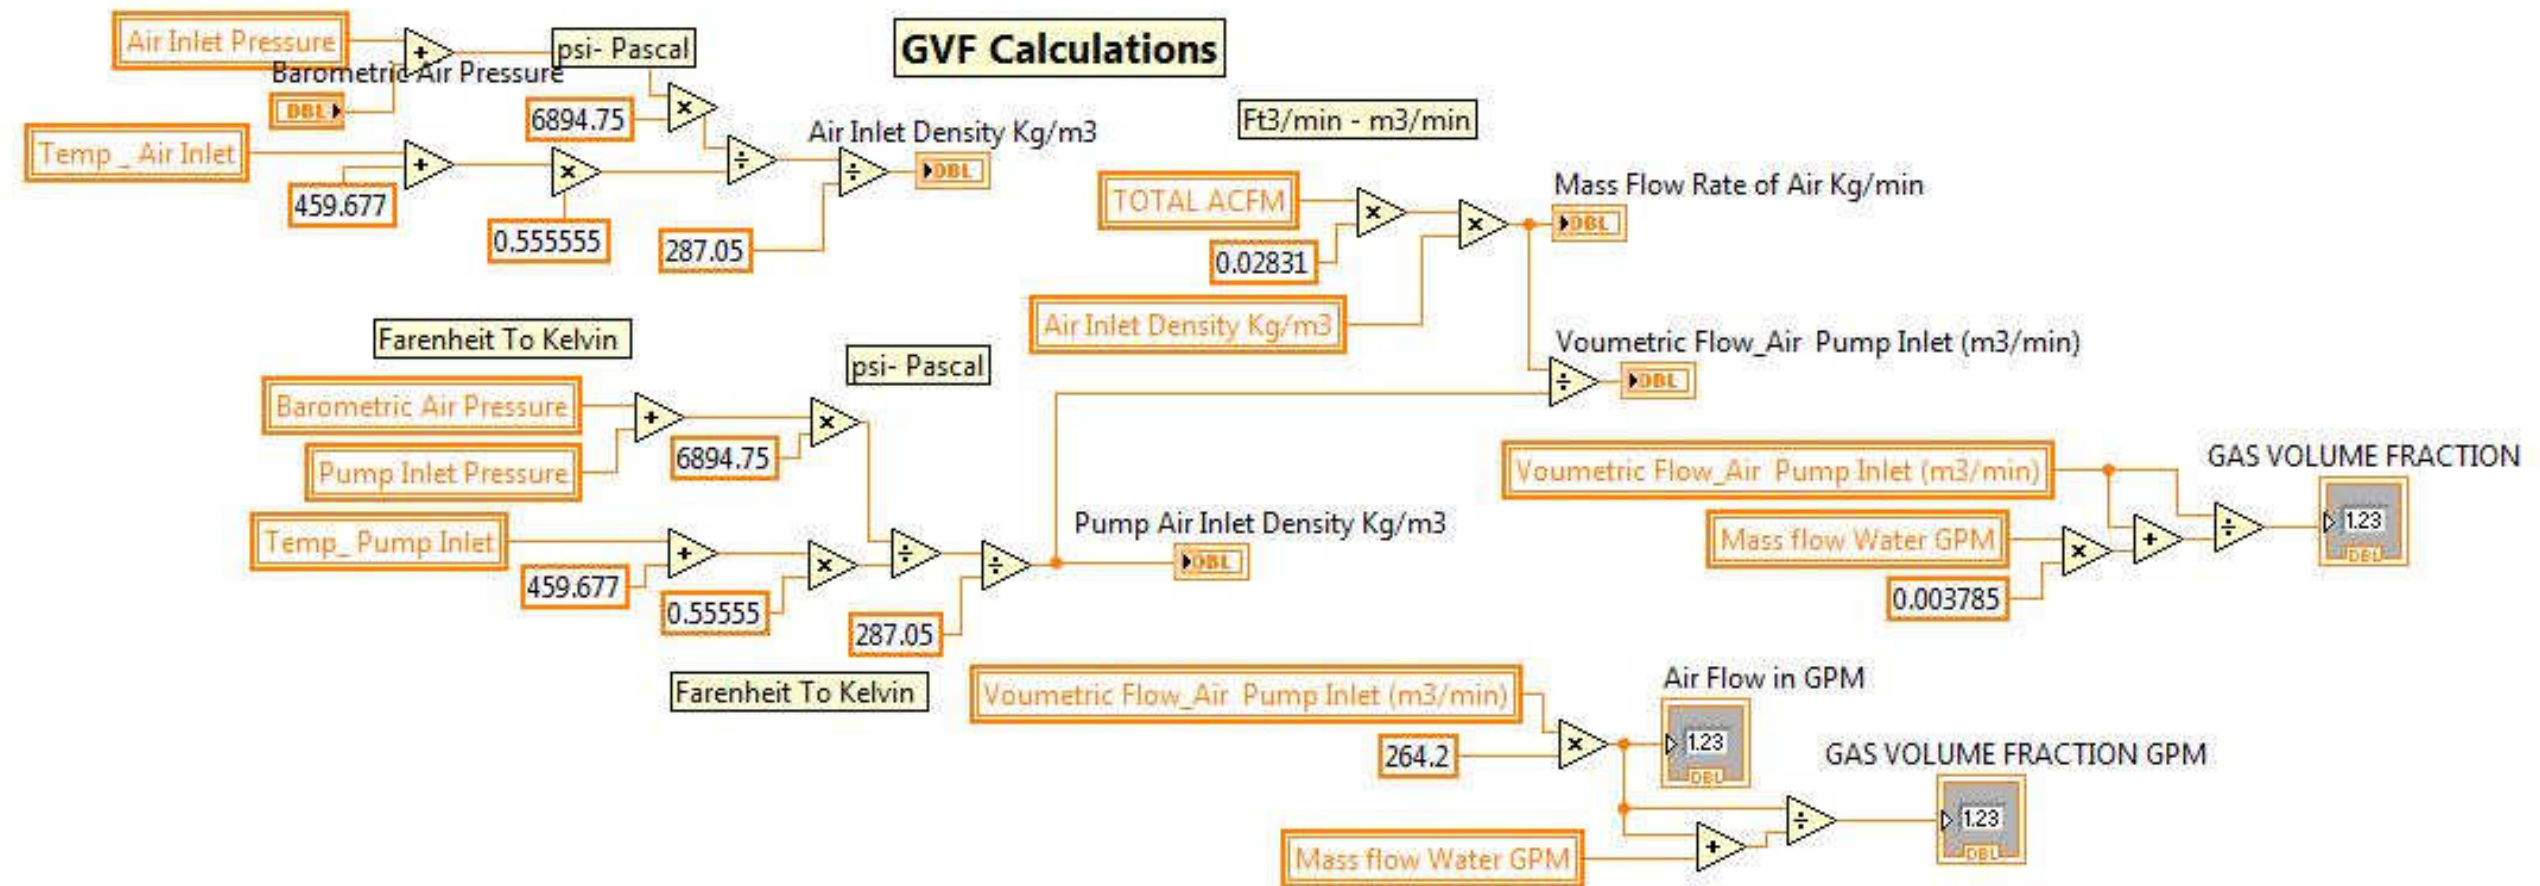 GVF Calculations
Air Inlet Pressure
+
psi- Pascal
Barometric Air Pressure
DBL
6894.75
×
Air Inlet Density Kg/m3
Temp _ Air Inlet
+
×
÷
÷
DBL
459.677
0.555555
287.05
Ft3/min - m3/min
TOTAL ACFM
×
×
Mass Flow Rate of Air Kg/min
DBL
0.02831
Air Inlet Density Kg/m3
Voumetric Flow_Air Pump Inlet (m3/min)
÷
DBL
Farenheit To Kelvin
psi- Pascal
Barometric Air Pressure
+
×
Pump Inlet Pressure
6894.75
Temp_ Pump Inlet
+
×
÷
÷
Pump Air Inlet Density Kg/m3
DBL
459.677
0.55555
287.05
Farenheit To Kelvin
Voumetric Flow_Air Pump Inlet (m3/min)
GAS VOLUME FRACTION
Mass flow Water GPM
×
+
÷
1.23
DBL
0.003785
Voumetric Flow_Air Pump Inlet (m3/min)
Air Flow in GPM
×
1.23
DBL
264.2
GAS VOLUME FRACTION GPM
÷
1.23
DBL
Mass flow Water GPM
+